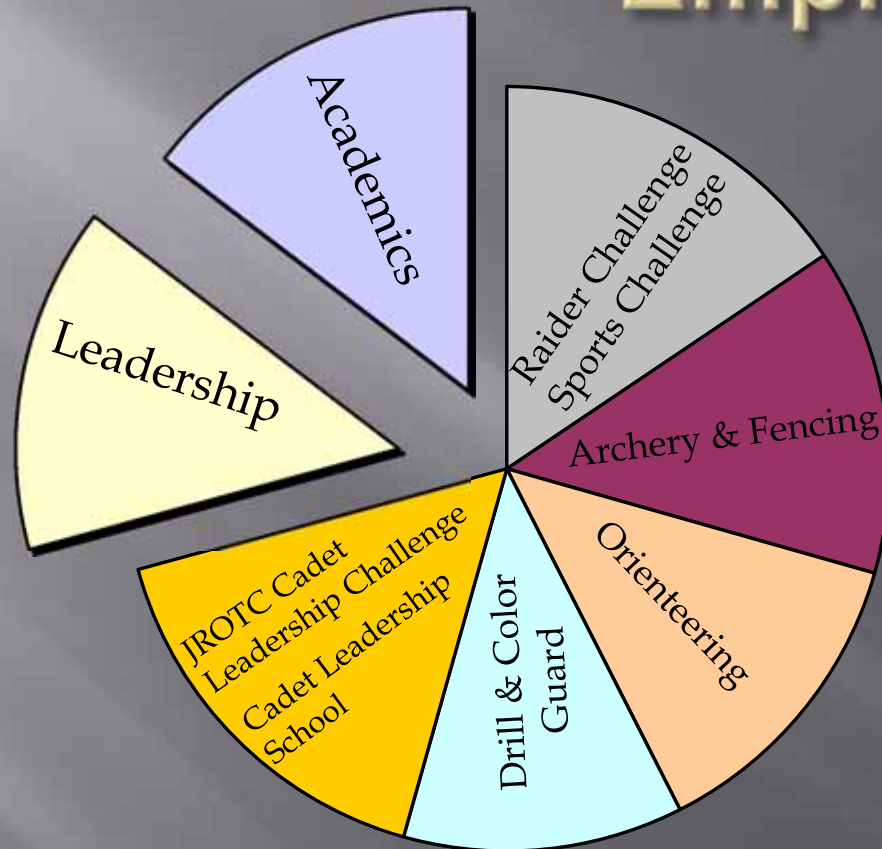 Academics
Leadership
Raider Challenge
Sports Challenge
Archery & Fencing
Orienteering
Drill & Color
Guard
JROTC Cadet
Leadership Challenge
Cadet Leadership
School